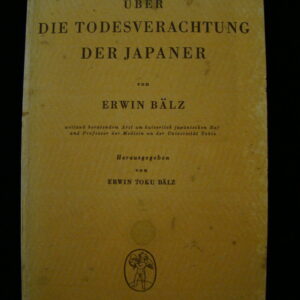 ÜBER
DIE TODESVERACHTUNG
DER JAPANER
von
ERWIN BÄLZ
weiland beratendem Arzt am kaiserlich japanischen Hof
und Professor der Medizin an der Universität Tokio
Herausgegeben
von
ERWIN TOKU BÄLZ